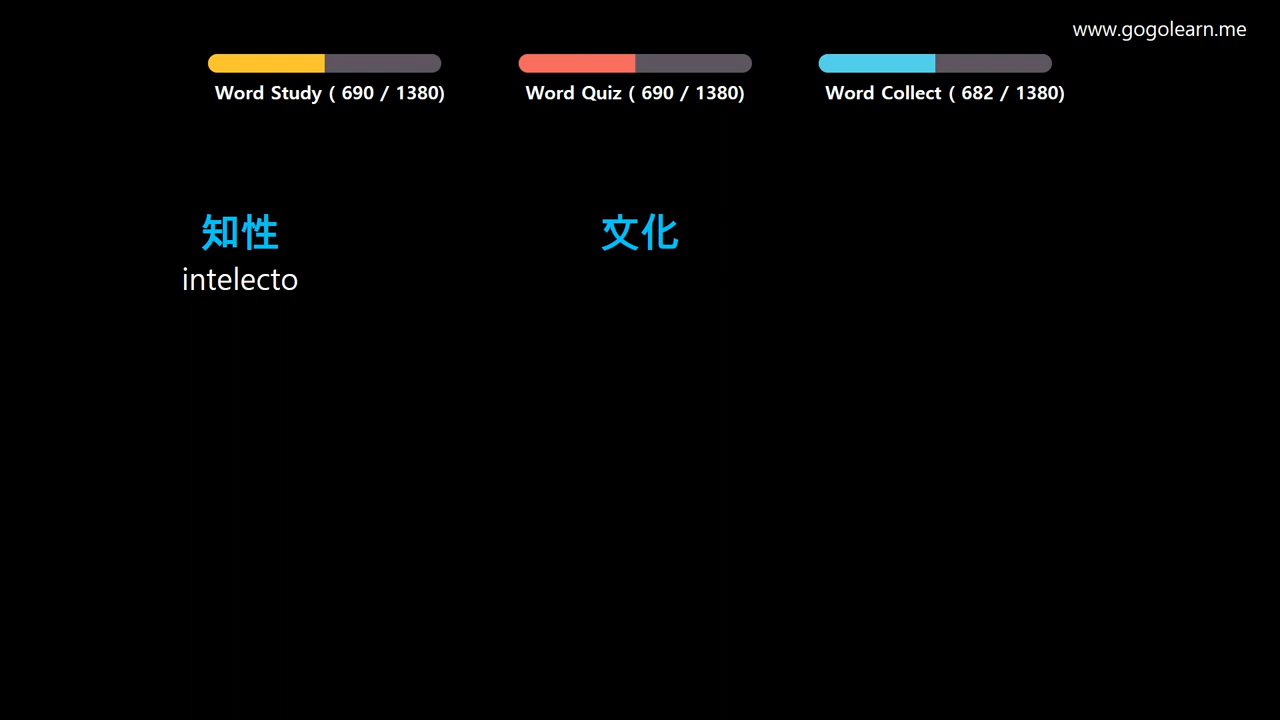 www.gogolearn.me
Word Study ( 690 / 1380)
Word Quiz ( 690 / 1380)
Word Collect ( 682 / 1380)
知性
intelecto
文化